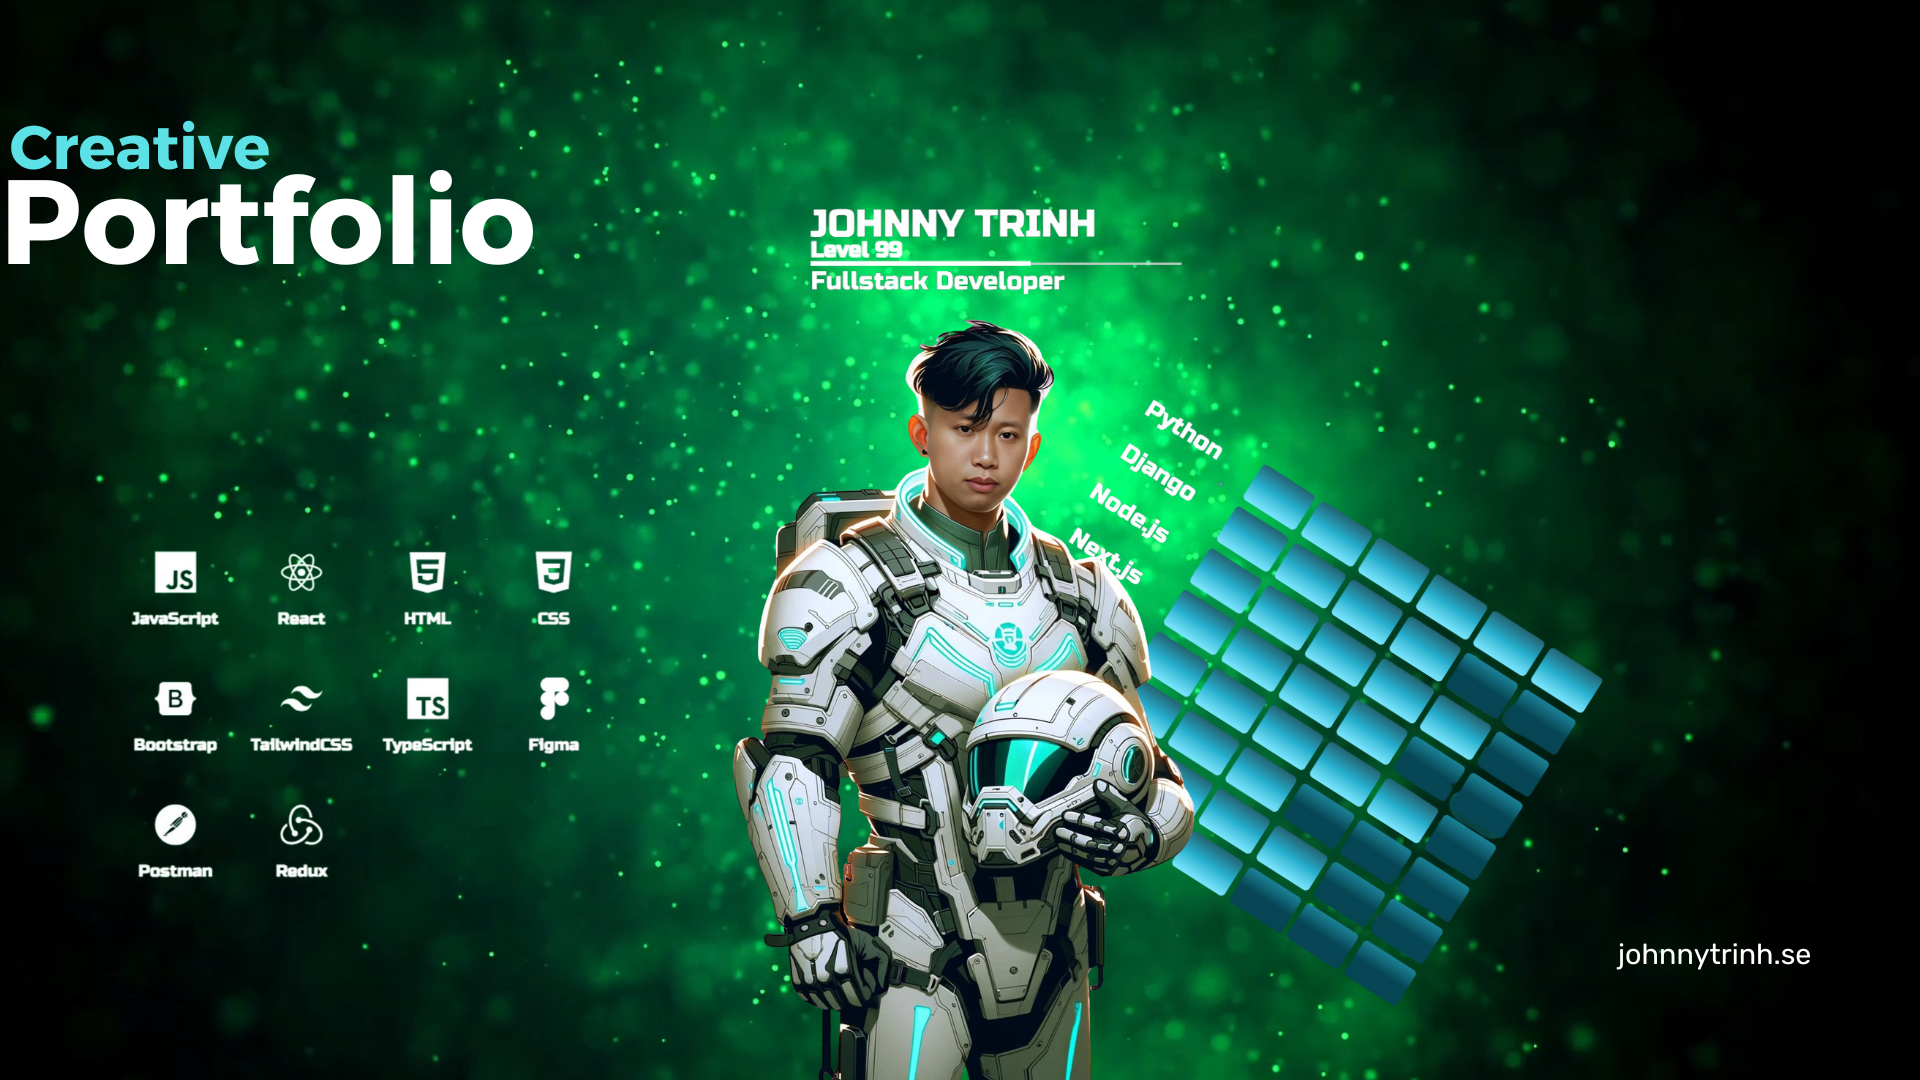 Creative
Portfolio
JOHNNY TRINH
Level 99
Fullstack Developer
Python
Django
Node.js
Next.js
JS
JavaScript
React
5
HTML
3
CSS
B
Bootstrap
TailwindCSS
TS
TypeScript
Figma
Postman
Redux
johnnytrinh.se